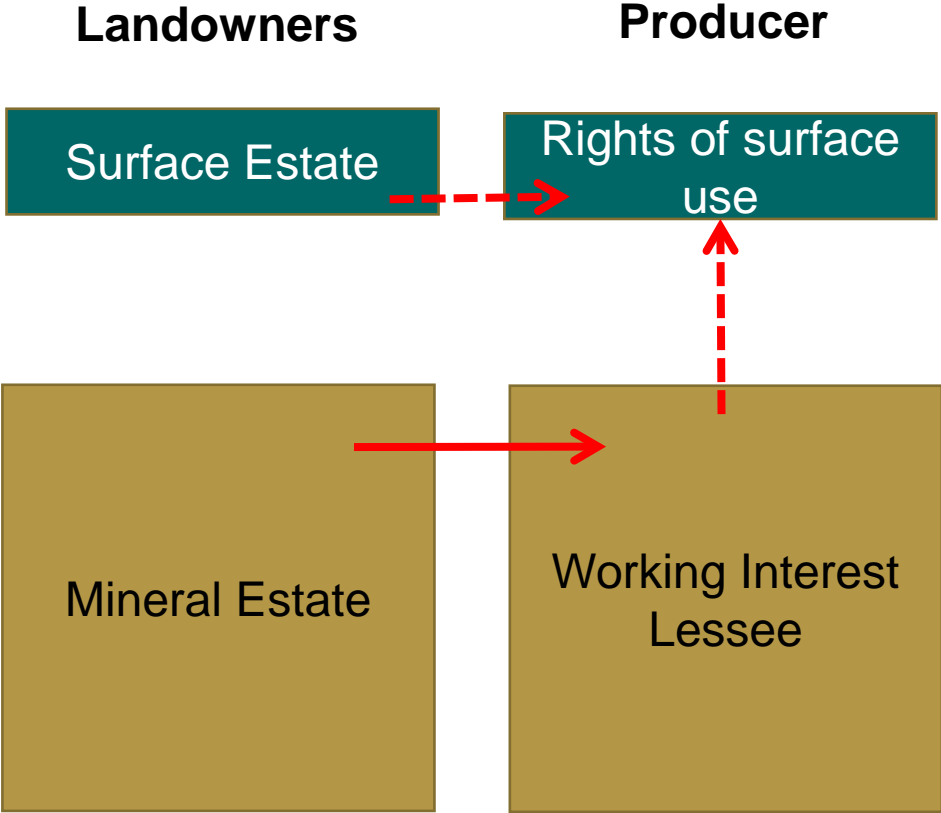 Landowners
Producer
Surface Estate
Rights of surface
use
Mineral Estate
Working Interest
Lessee